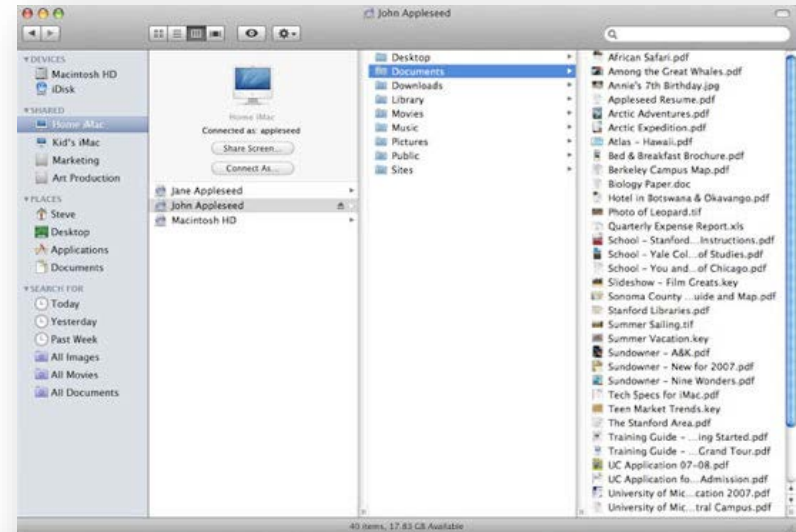 John Appleseed
DEVICES
Macintosh HD
iDisk
SHARED
Home iMac
Kid's iMac
Marketing
Art Production
PLACES
Steve
Desktop
Applications
Documents
SEARCH FOR
Today
Yesterday
Past Week
All Images
All Movies
All Documents
Home iMac
Connected as: appleseed
Share Screen...
Connect As...
Jane Appleseed
John Appleseed
Macintosh HD
Desktop
Documents
Downloads
Library
Movies
Music
Pictures
Public
Sites
African Safari.pdf
Among the Great Whales.pdf
Annie's 7th Birthday.jpg
Appleseed Resume.pdf
Arctic Adventures.pdf
Arctic Expedition.pdf
Atlas – Hawaii.pdf
Bed & Breakfast Brochure.pdf
Berkeley Campus Map.pdf
Biology Paper.doc
Hotel in Botswana & Okavango.pdf
Photo of Leopard.tif
Quarterly Expense Report.xls
School – Stanford...Instructions.pdf
School – Yale Col...of Studies.pdf
School – You and...of Chicago.pdf
Slideshow – Film Greats.key
Sonoma County ...uide and Map.pdf
Stanford Libraries.pdf
Summer Sailing.tif
Summer Vacation.key
Sundowner – A&K.pdf
Sundowner – New for 2007.pdf
Sundowner – Nine Wonders.pdf
Tech Specs for iMac.pdf
Teen Market Trends.key
The Stanford Area.pdf
Training Guide – ...ing Started.pdf
Training Guide – ...Grand Tour.pdf
UC Application 07-08.pdf
UC Application fo...Admission.pdf
University of Mic...cation 2007.pdf
University of Mic...tral Campus.pdf
40 items, 17.83 GB Available